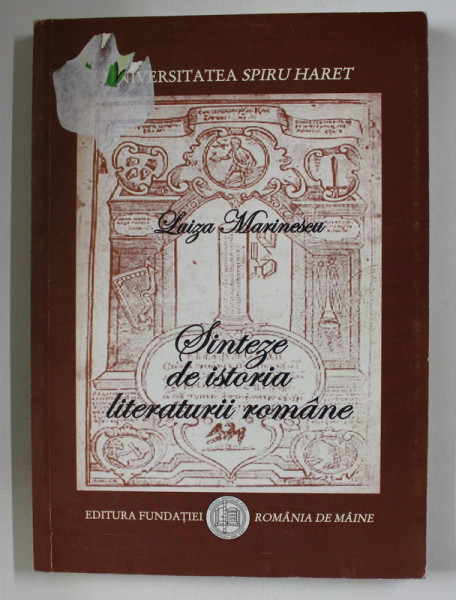 UNIVERSITATEA SPIRU HARET
Luiza Marinescu
Sinteze
de istoria
literaturii române
EDITURA FUNDAȚIEI ROMÂNIA DE MÂINE